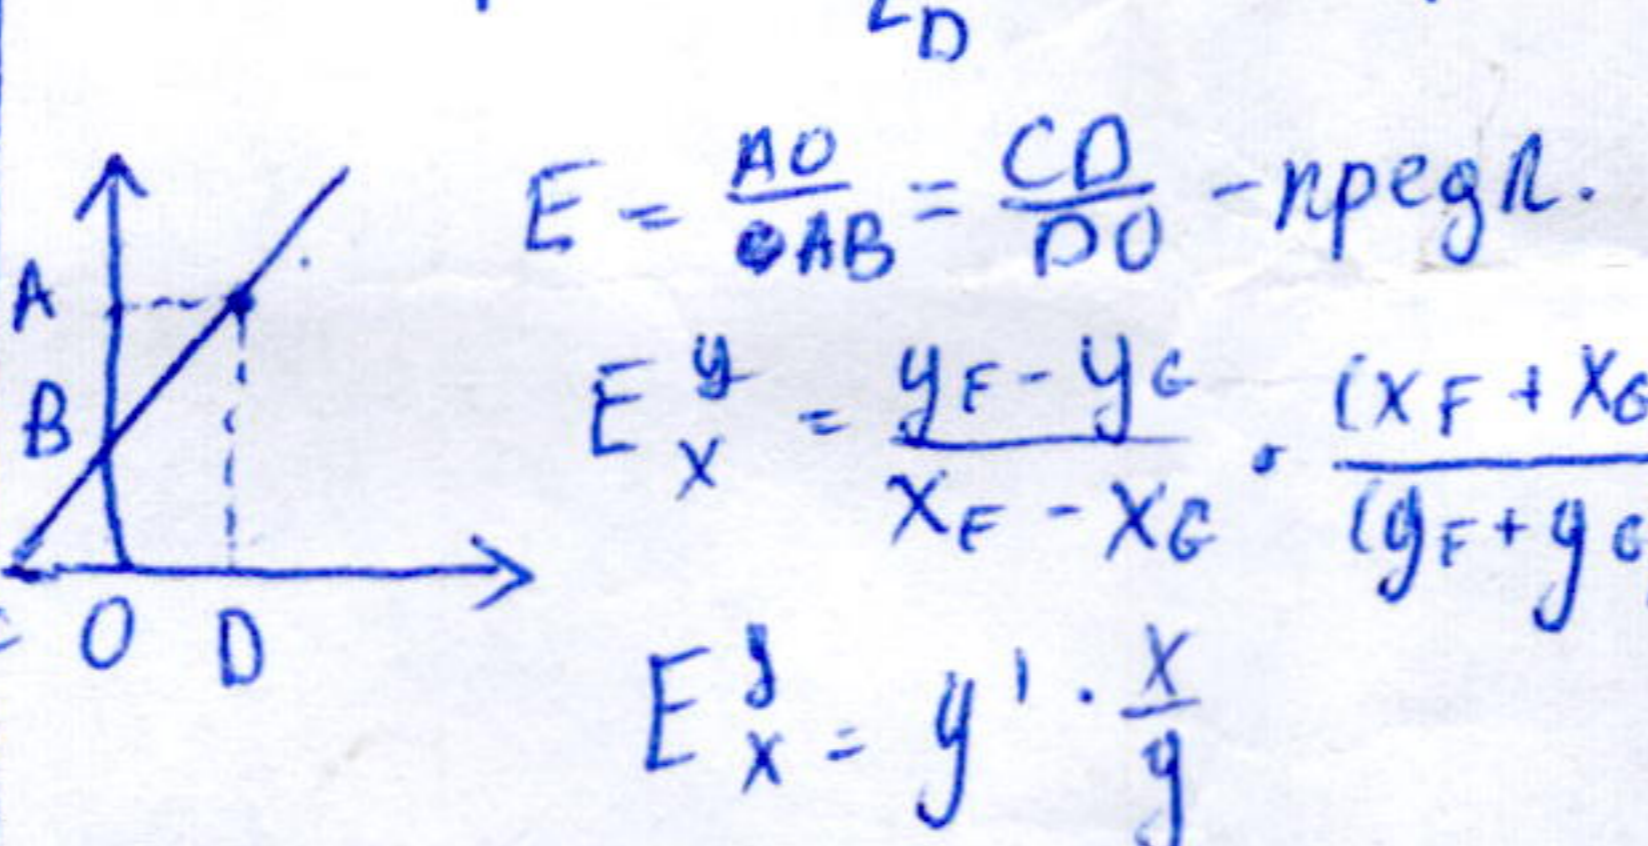 D
E = AO/AB = CD/DO - предл.
A
B
E^y_x = (y_F - y_G)/(x_F - x_G) · (x_F + x_G/(y_F + y_G
O D
E^y_x = y' · x/y